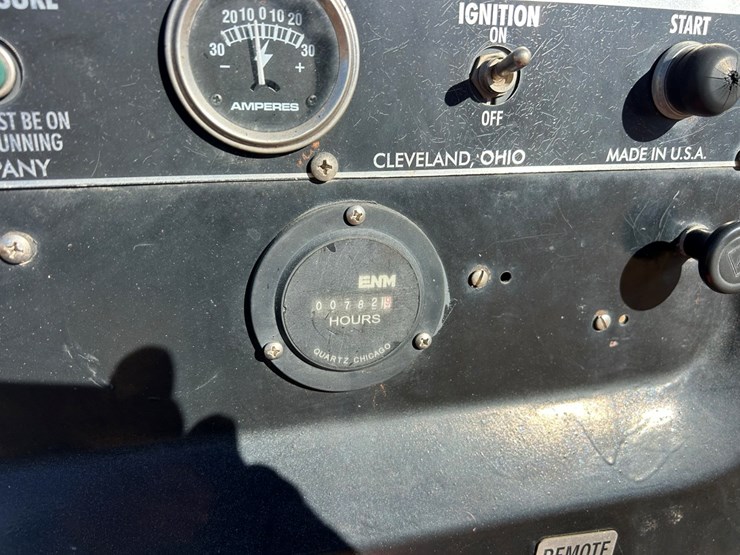 SURE
20 10 0 10 20
30 30
- +
AMPERES
IGNITION
ON
OFF
START
ST BE ON
UNNING
PANY
CLEVELAND, OHIO
MADE IN U.S.A.
ENM
00782
HOURS
QUARTZ CHICAGO
REMOTE